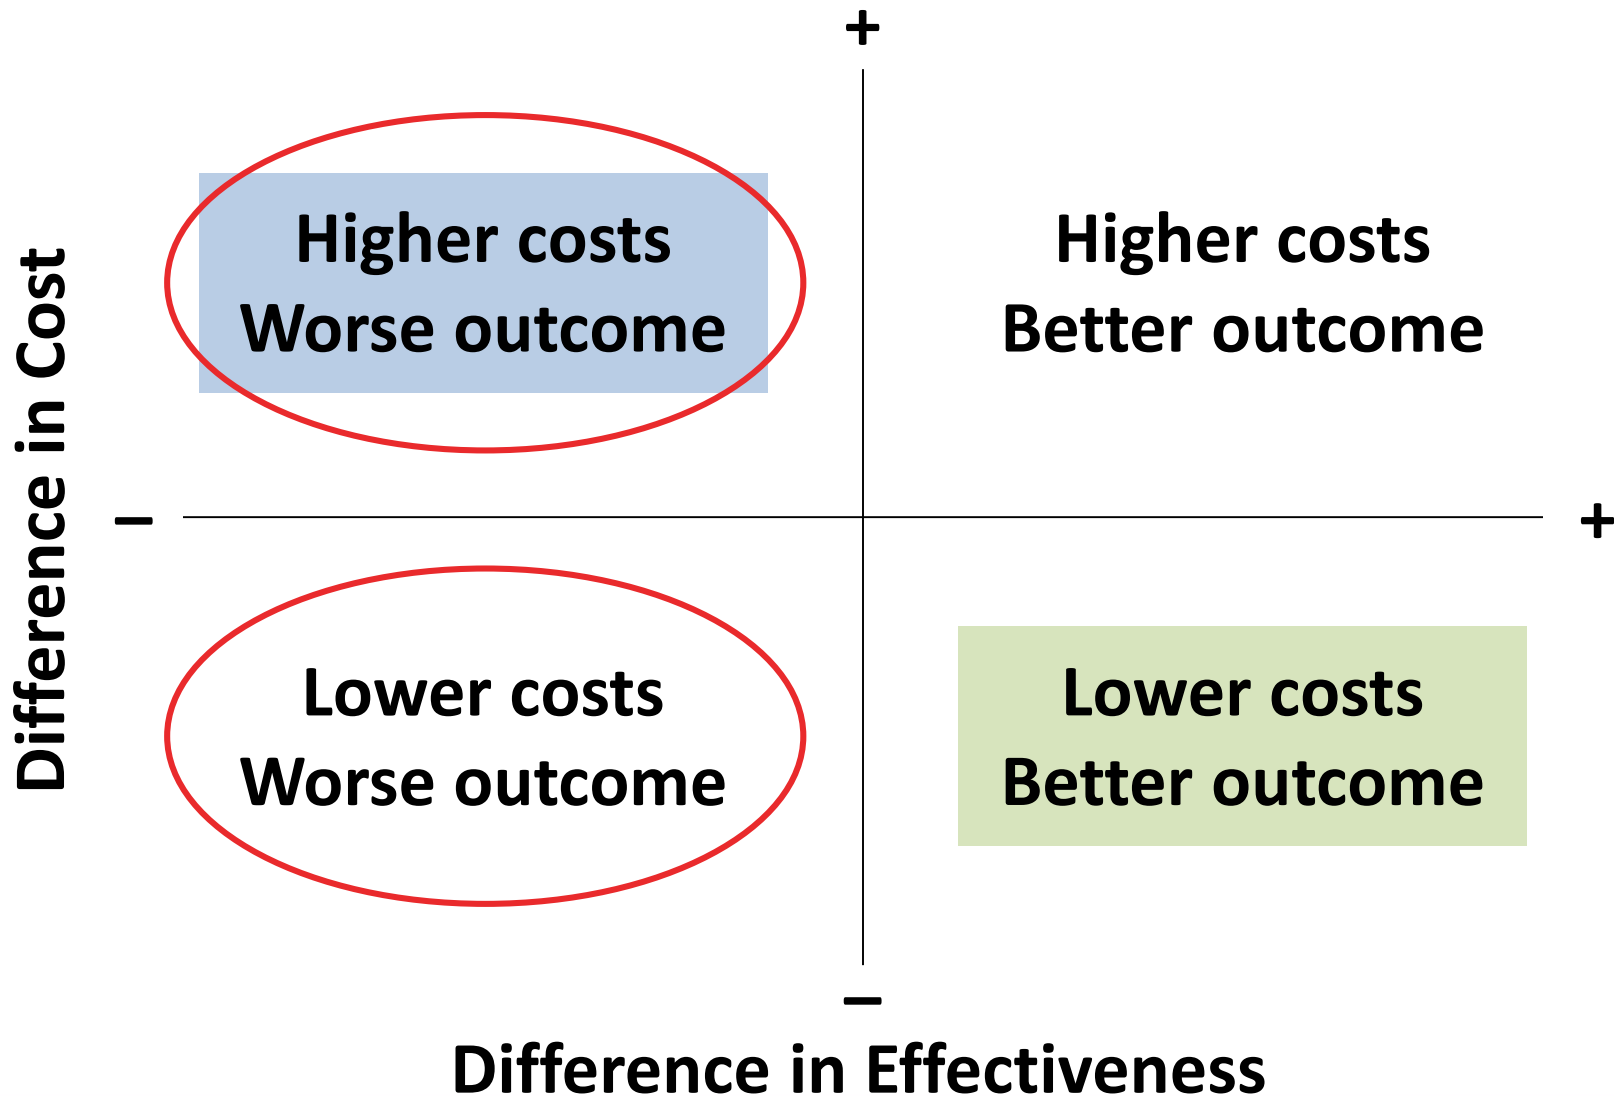 +
Higher costs
Worse outcome
Higher costs
Better outcome
Difference in Cost
–
+
Lower costs
Worse outcome
Lower costs
Better outcome
–
Difference in Effectiveness